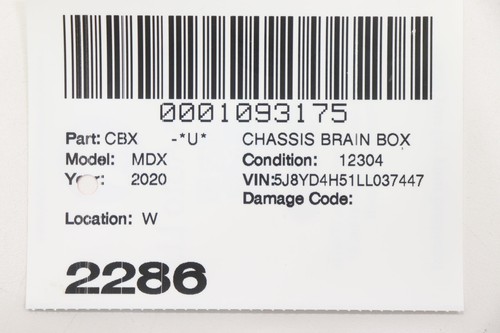 0001093175
Part: CBX -*U* CHASSIS BRAIN BOX
Model: MDX Condition: 12304
Year: 2020 VIN:5J8YD4H51LL037447
Damage Code:
Location: W
2286